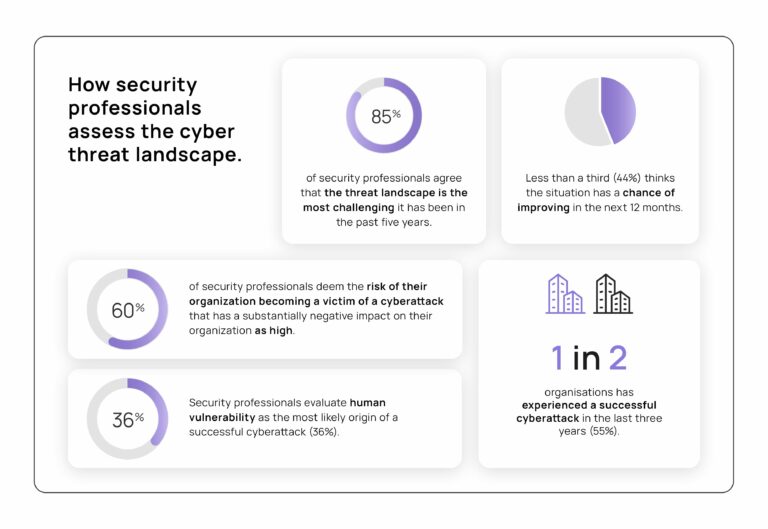 How security
professionals
assess the cyber
threat landscape.
85%
of security professionals agree
that the threat landscape is the
most challenging it has been in
the past five years.
Less than a third (44%) thinks
the situation has a chance of
improving in the next 12 months.
60%
of security professionals deem the risk of their
organization becoming a victim of a cyberattack
that has a substantially negative impact on their
organization as high.
36%
Security professionals evaluate human
vulnerability as the most likely origin of a
successful cyberattack (36%).
1 in 2
organisations has
experienced a successful
cyberattack in the last three
years (55%).